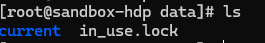 [root@sandbox-hdp data]# ls
current  in_use.lock